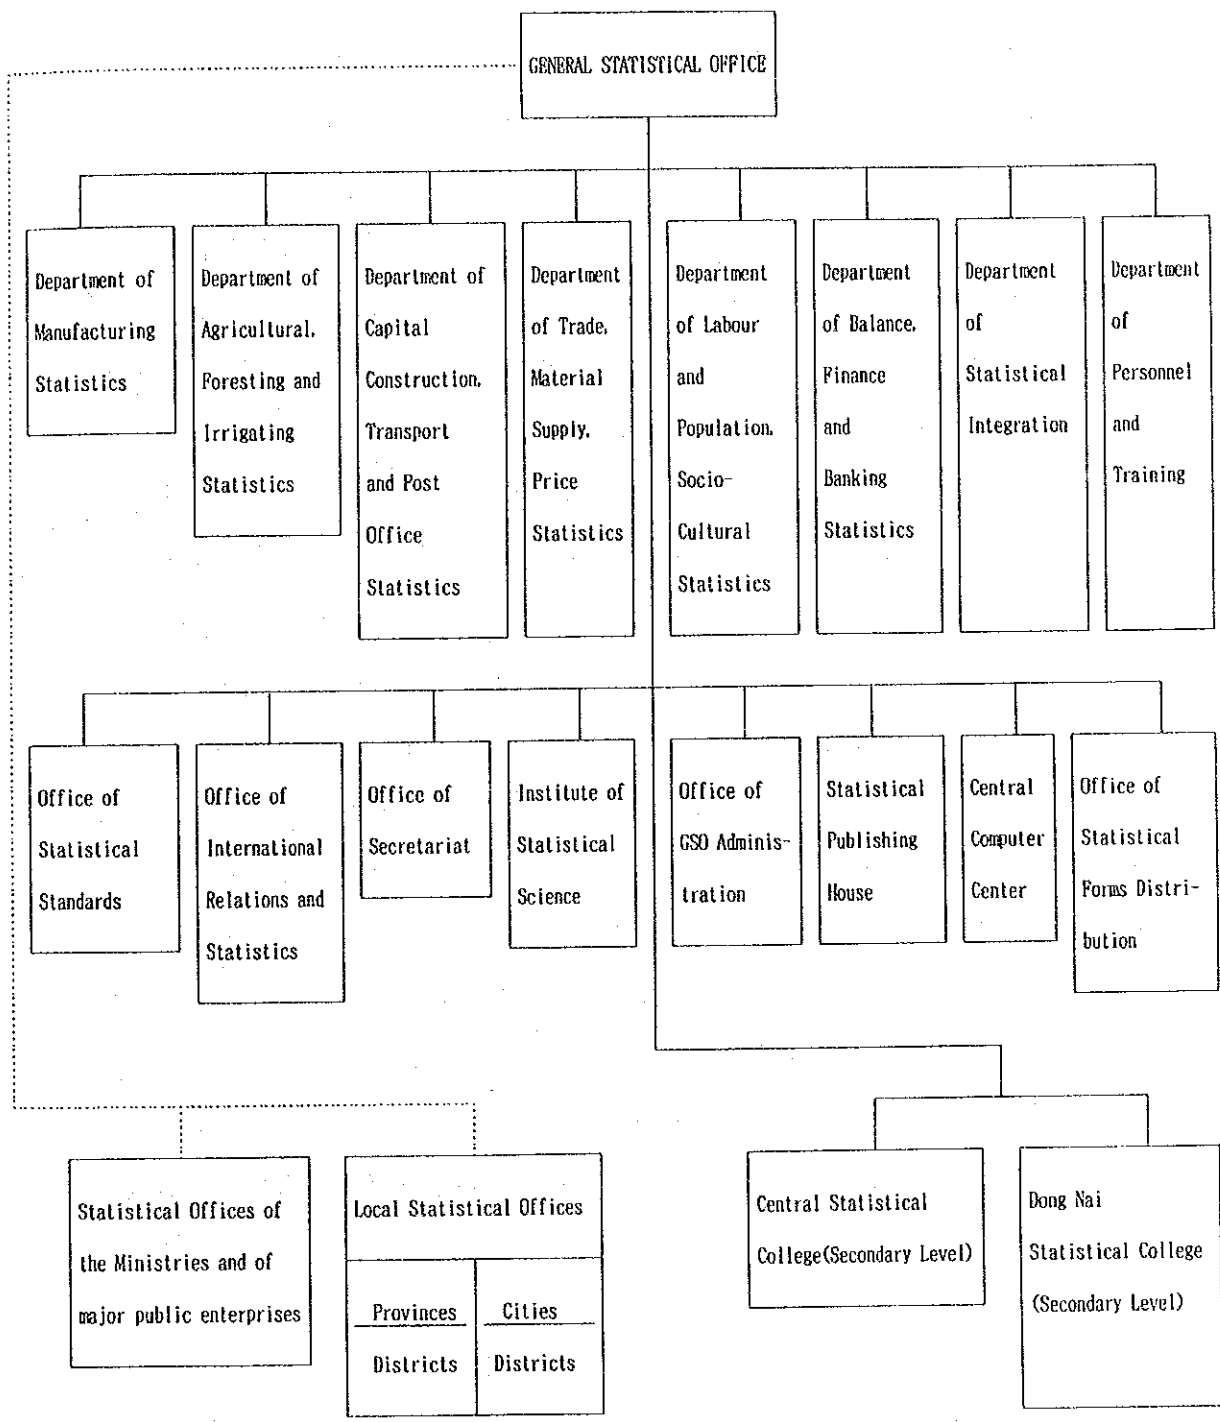 GENERAL STATISTICAL OFFICE
Department of
Manufacturing
Statistics
Department of
Agricultural,
Foresting and
Irrigating
Statistics
Department of
Capital
Construction,
Transport
and Post
Office
Statistics
Department
of Trade,
Material
Supply,
Price
Statistics
Department
of Labour
and
Population,
Socio-
Cultural
Statistics
Department
of Balance,
Finance
and
Banking
Statistics
Department
of
Statistical
Integration
Department
of
Personnel
and
Training
Office of
Statistical
Standards
Office of
International
Relations and
Statistics
Office of
Secretariat
Institute of
Statistical
Science
Office of
GSO Adminis-
tration
Statistical
Publishing
House
Central
Computer
Center
Office of
Statistical
Forms Distri-
bution
Statistical Offices of
the Ministries and of
major public enterprises
Local Statistical Offices
Provinces
Districts
Cities
Districts
Central Statistical
College(Secondary Level)
Dong Nai
Statistical College
(Secondary Level)